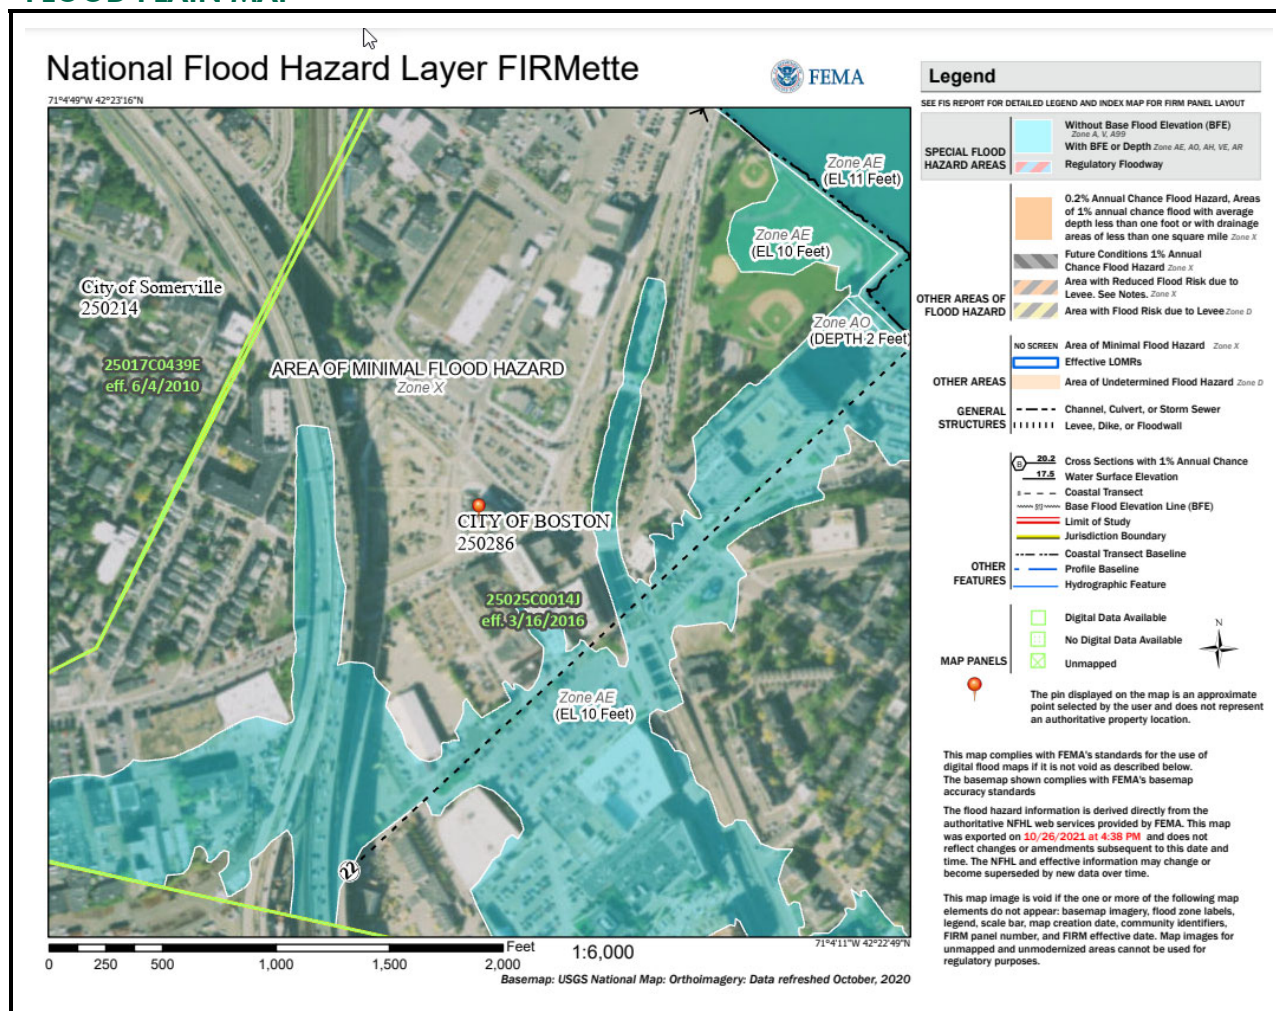 FLOOD PLAIN MAP
National Flood Hazard Layer FIRMette
FEMA
71°4'49"W 42°23'16"N
Zone AE
(EL 11 Feet)
Zone AE
(EL 10 Feet)
City of Somerville
250214
Zone AO
(DEPTH 2 Feet)
25017C0439E
eff. 6/4/2010
AREA OF MINIMAL FLOOD HAZARD
Zone X
CITY OF BOSTON
250286
25025C0014J
eff. 3/16/2016
Zone AE
(EL 10 Feet)
22
71°4'11"W 42°22'49"N
Feet
1:6,000
0
250
500
1,000
1,500
2,000
Basemap: USGS National Map: Orthoimagery: Data refreshed October, 2020
Legend
SEE FIS REPORT FOR DETAILED LEGEND AND INDEX MAP FOR FIRM PANEL LAYOUT
SPECIAL FLOOD
HAZARD AREAS
Without Base Flood Elevation (BFE)
Zone A, V, A99
With BFE or Depth Zone AE, AO, AH, VE, AR
Regulatory Floodway
0.2% Annual Chance Flood Hazard, Areas
of 1% annual chance flood with average
depth less than one foot or with drainage
areas of less than one square mile Zone X
Future Conditions 1% Annual
Chance Flood Hazard Zone X
Area with Reduced Flood Risk due to
Levee. See Notes. Zone X
Area with Flood Risk due to Levee Zone D
OTHER AREAS OF
FLOOD HAZARD
NO SCREEN Area of Minimal Flood Hazard Zone X
Effective LOMRs
OTHER AREAS
Area of Undetermined Flood Hazard Zone D
GENERAL
STRUCTURES
Channel, Culvert, or Storm Sewer
Levee, Dike, or Floodwall
B 20.2 Cross Sections with 1% Annual Chance
17.5 Water Surface Elevation
8 Coastal Transect
513 Base Flood Elevation Line (BFE)
Limit of Study
Jurisdiction Boundary
Coastal Transect Baseline
OTHER
FEATURES
Profile Baseline
Hydrographic Feature
Digital Data Available
No Digital Data Available
Unmapped
MAP PANELS
N
The pin displayed on the map is an approximate
point selected by the user and does not represent
an authoritative property location.
This map complies with FEMA's standards for the use of
digital flood maps if it is not void as described below.
The basemap shown complies with FEMA's basemap
accuracy standards
The flood hazard information is derived directly from the
authoritative NFHL web services provided by FEMA. This map
was exported on 10/26/2021 at 4:38 PM and does not
reflect changes or amendments subsequent to this date and
time. The NFHL and effective information may change or
become superseded by new data over time.
This map image is void if the one or more of the following map
elements do not appear: basemap imagery, flood zone labels,
legend, scale bar, map creation date, community identifiers,
FIRM panel number, and FIRM effective date. Map images for
unmapped and unmodernized areas cannot be used for
regulatory purposes.